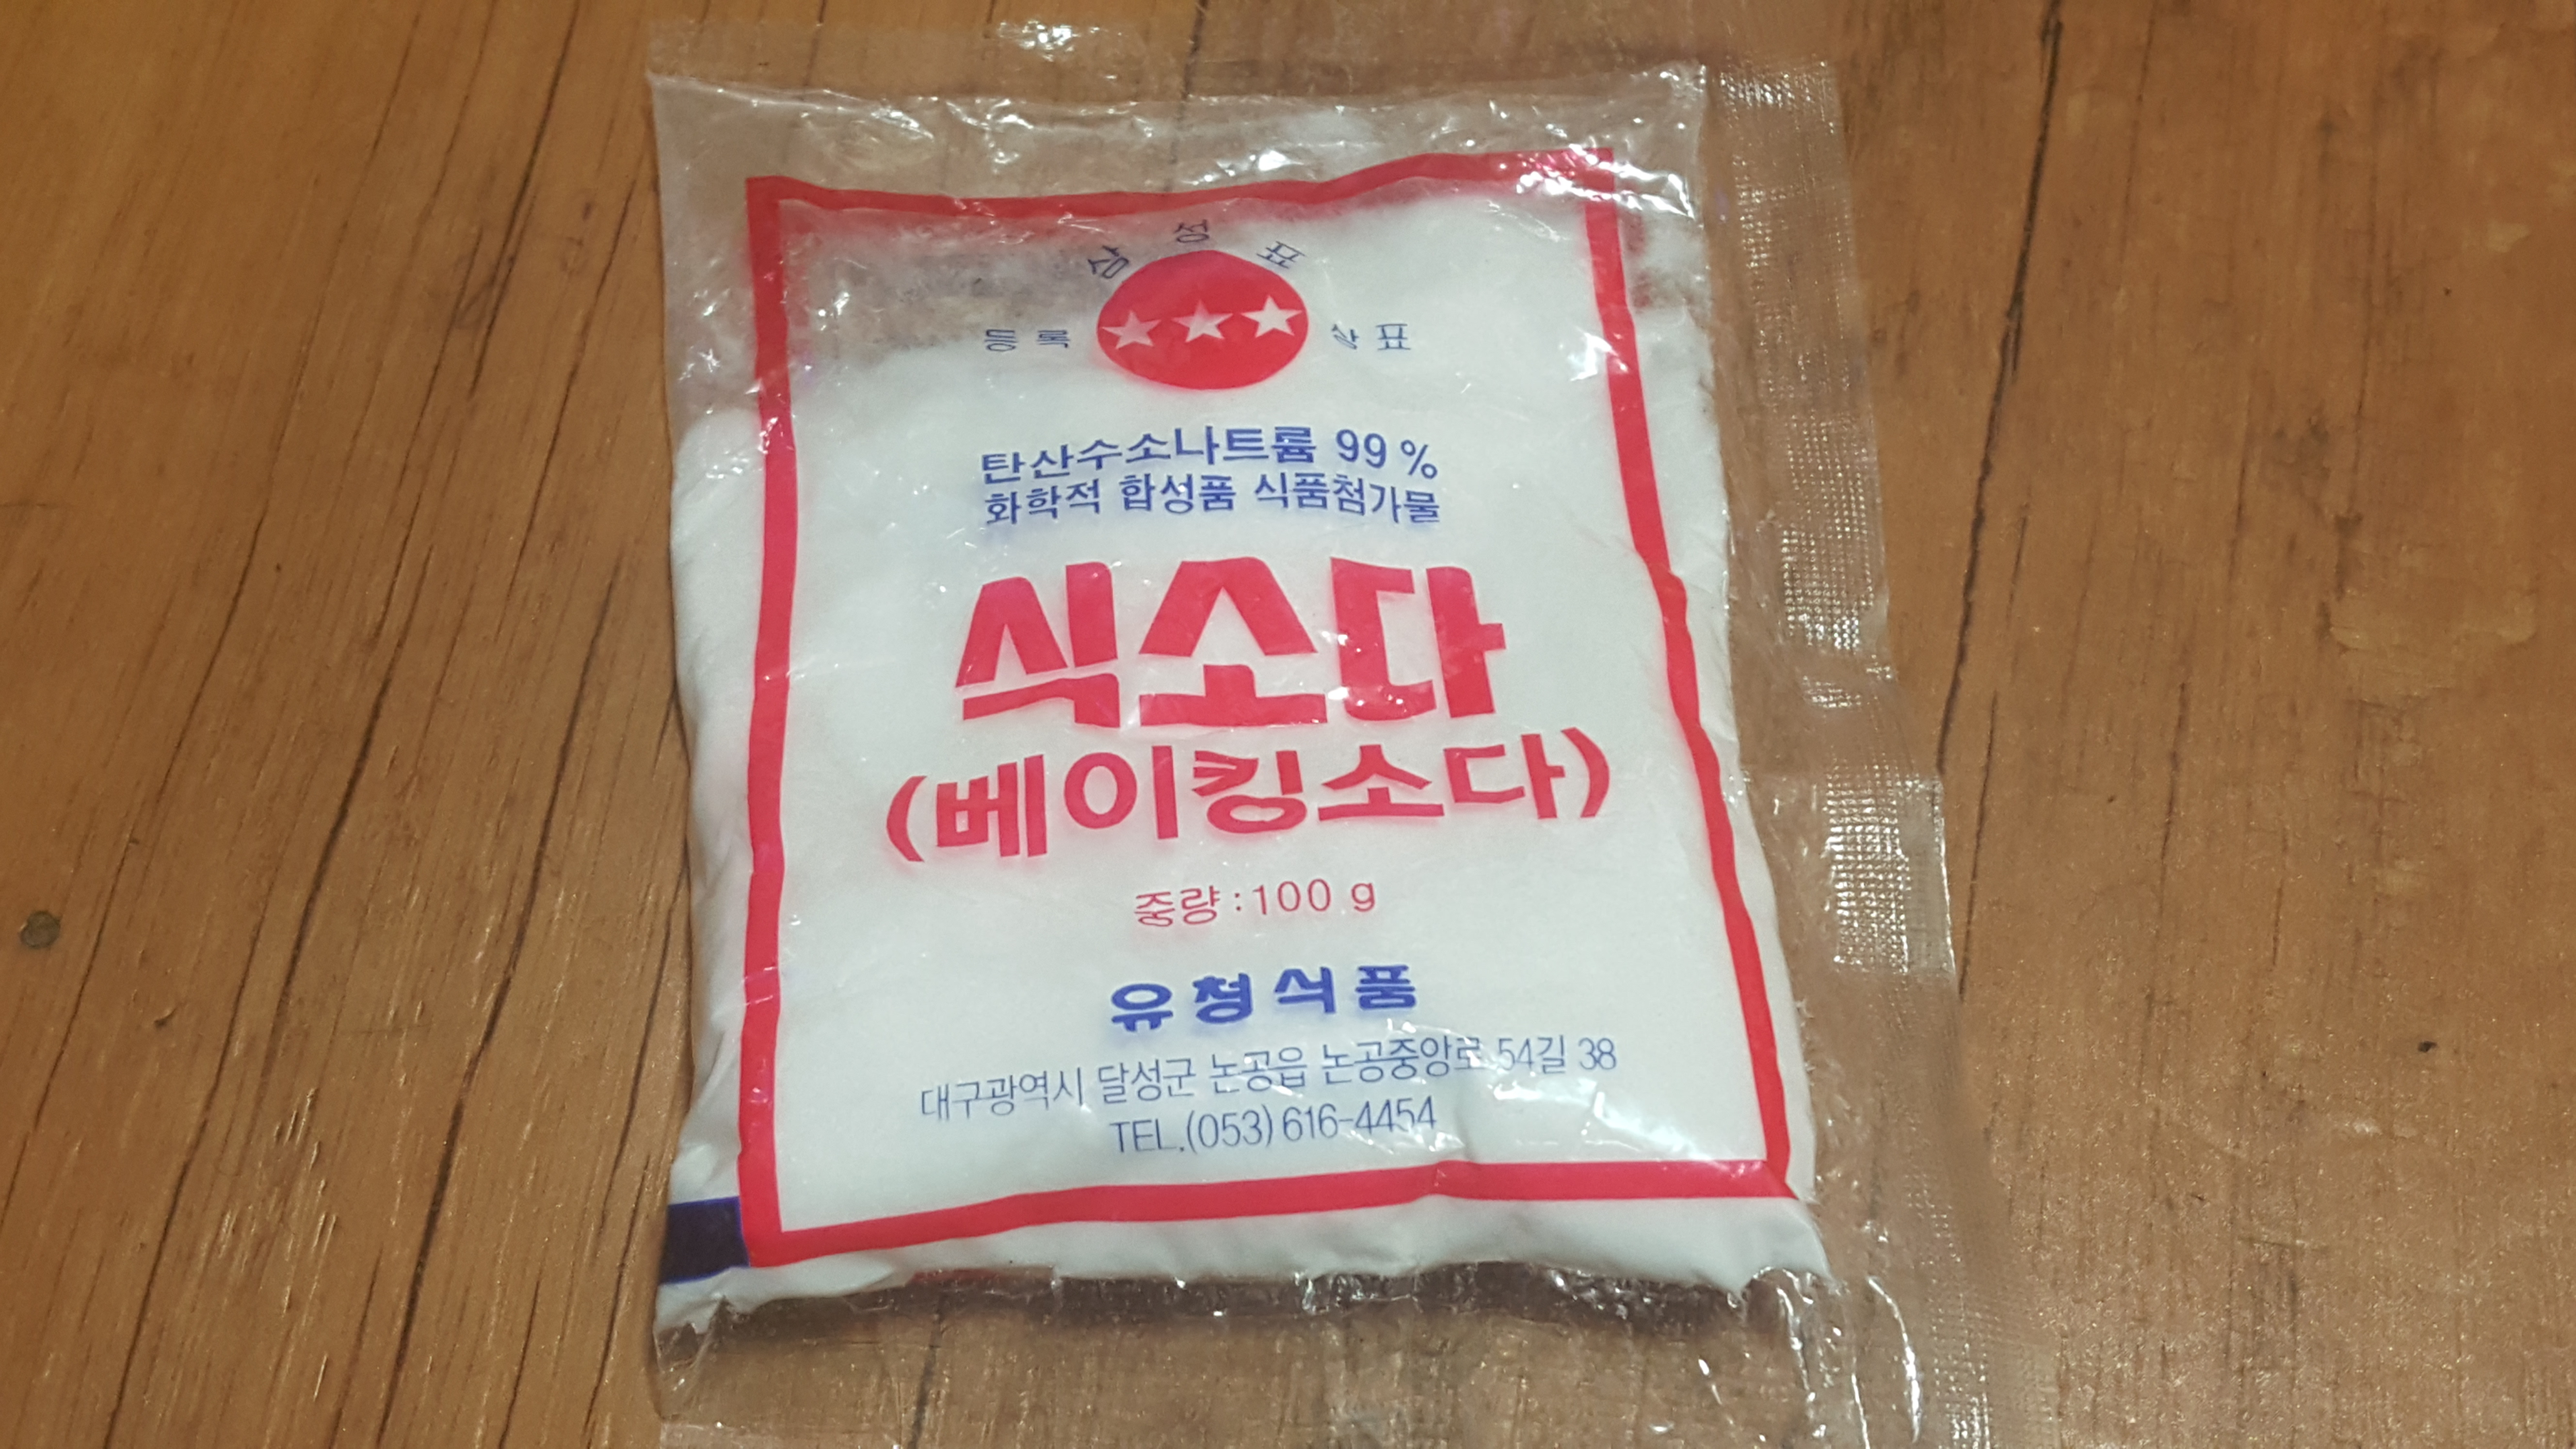 삼성표
등록 상표
탄산수소나트륨 99%
화학적 합성품 식품첨가물
식소다
(베이킹소다)
중량:100 g
유청식품
대구광역시 달성군 논공읍 논공중앙로 54길 38
TEL.(053)616-4454